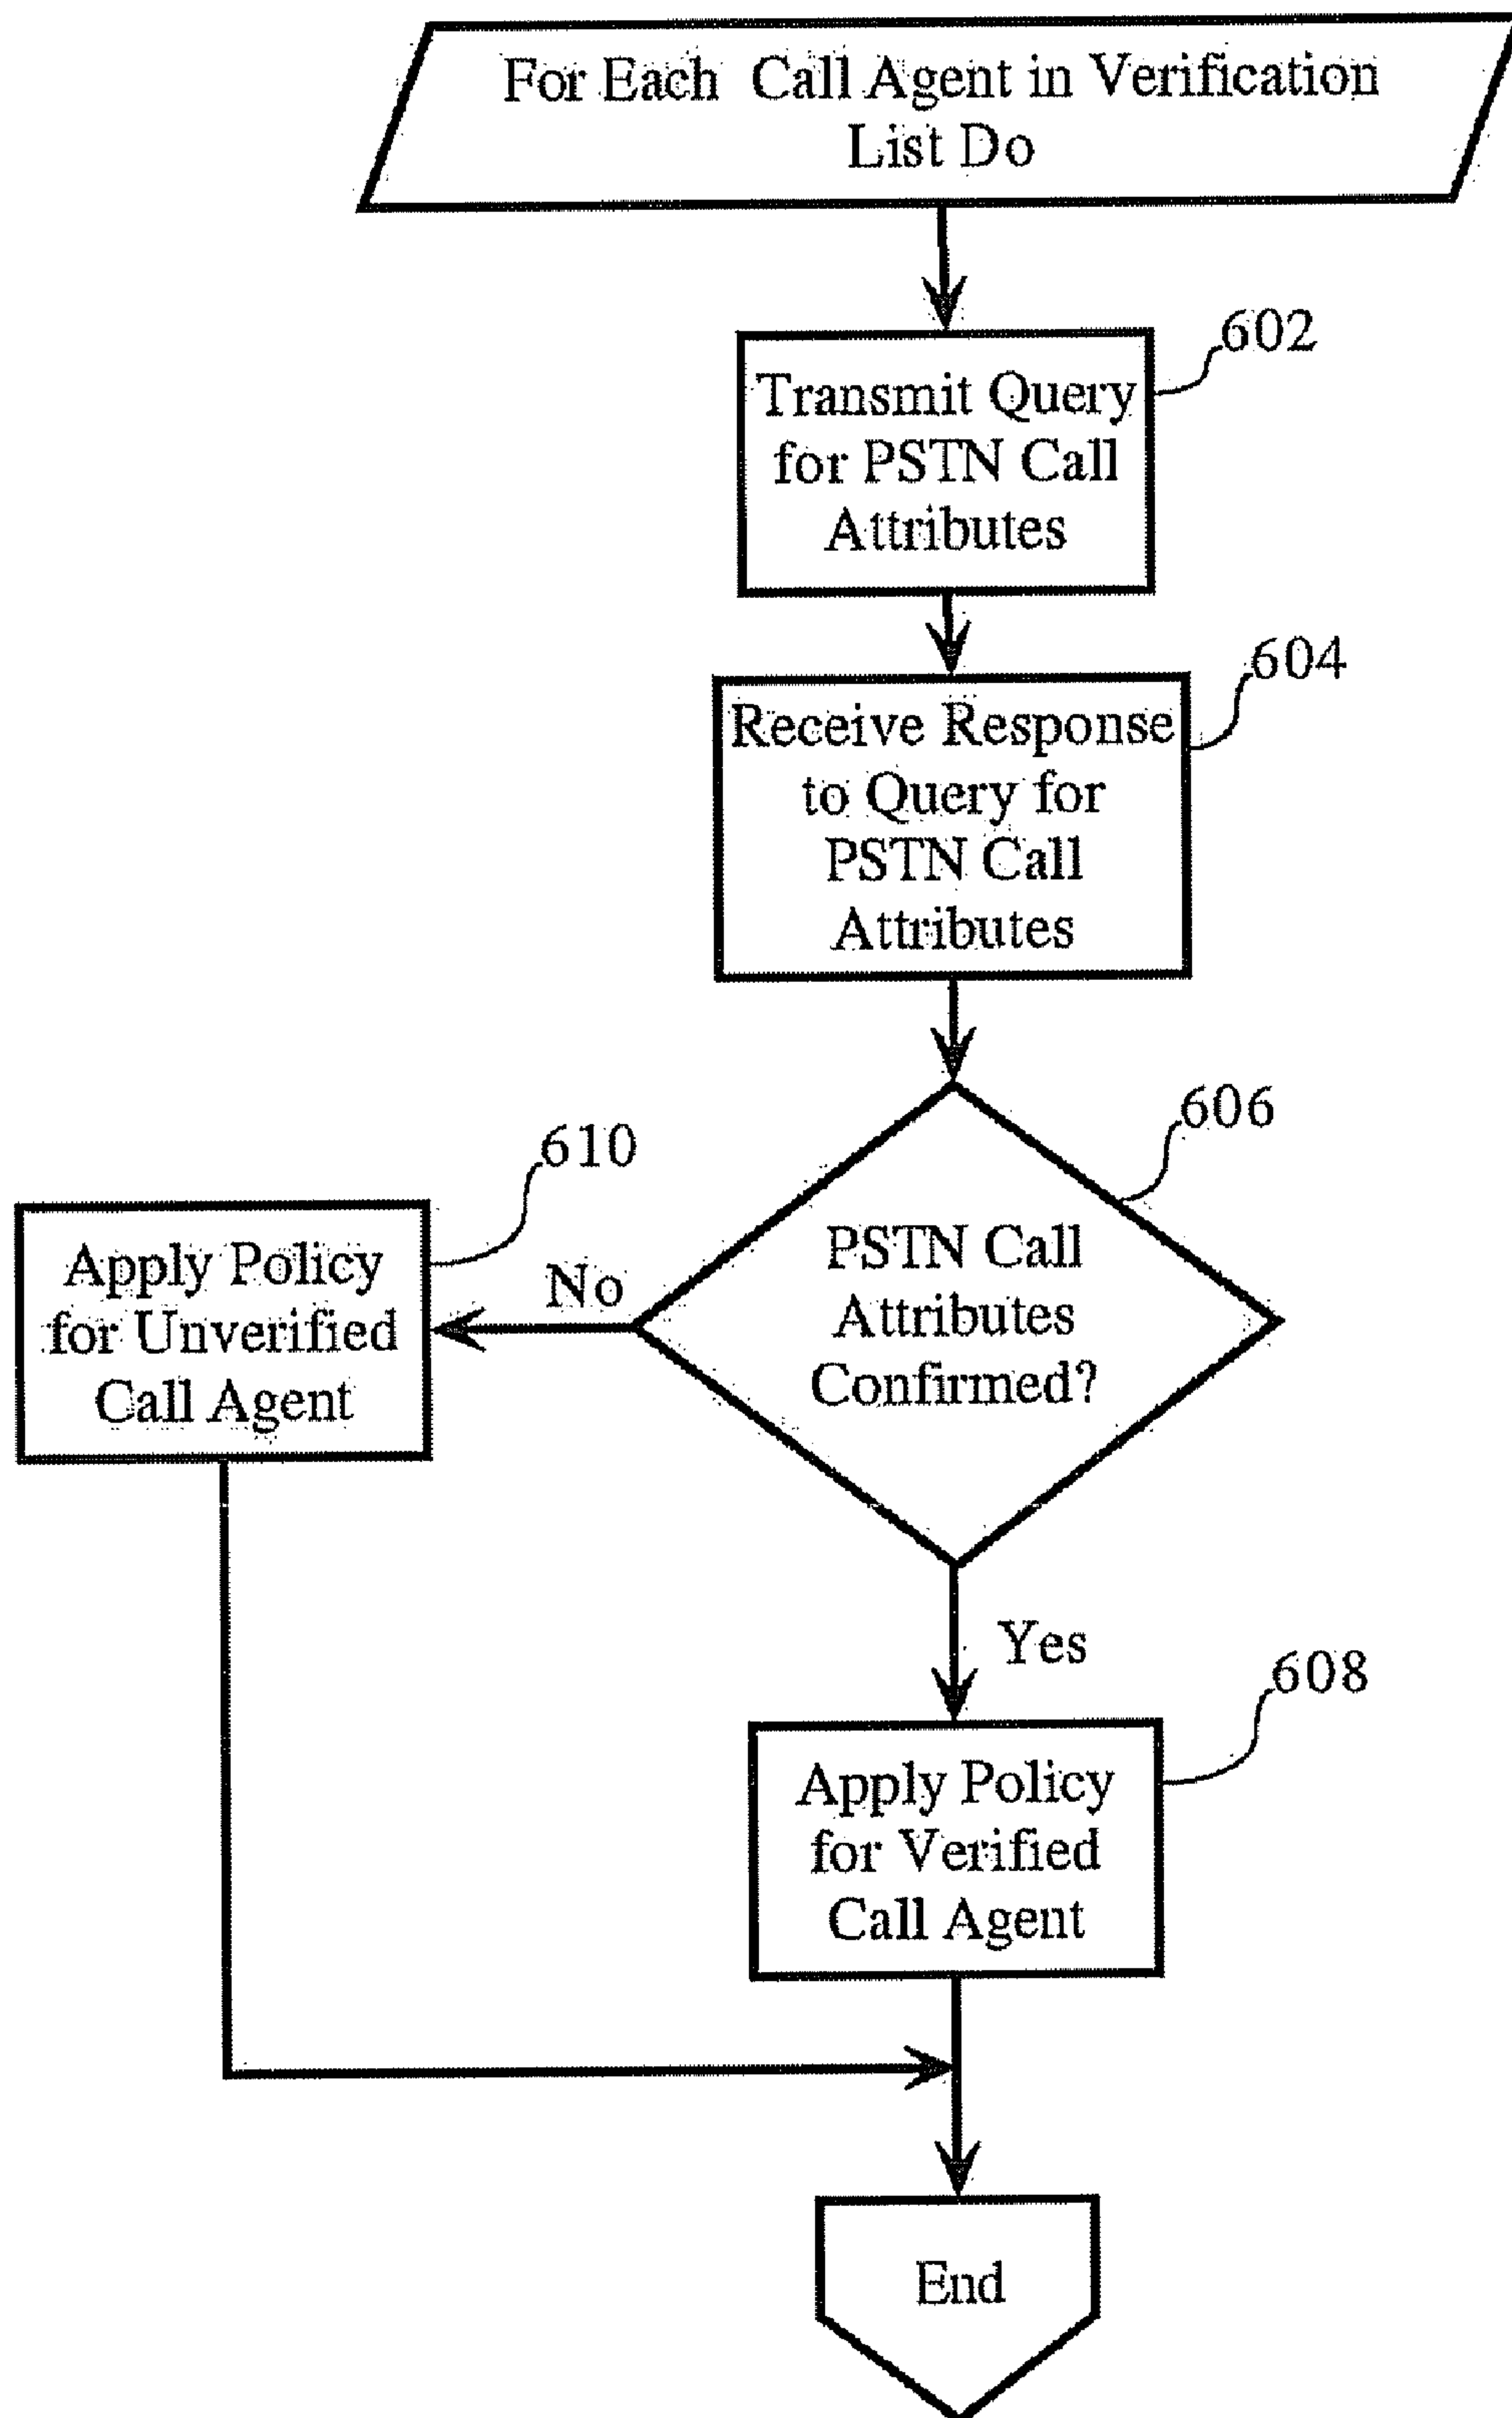 For Each Call Agent in Verification
List Do
602
Transmit Query
for PSTN Call
Attributes
604
Receive Response
to Query for
PSTN Call
Attributes
606
PSTN Call
Attributes
Confirmed?
610
No
Apply Policy
for Unverified
Call Agent
Yes
608
Apply Policy
for Verified
Call Agent
End